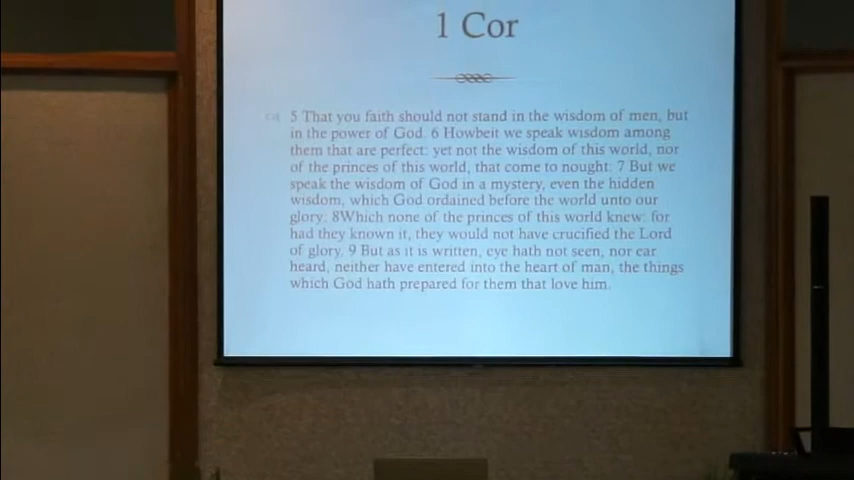 1 Cor
5 That you faith should not stand in the wisdom of men, but
in the power of God. 6 Howbeit we speak wisdom among
them that are perfect: yet not the wisdom of this world, nor
of the princes of this world, that come to nought: 7 But we
speak the wisdom of God in a mystery, even the hidden
wisdom, which God ordained before the world unto our
glory: 8Which none of the princes of this world knew: for
had they known it, they would not have crucified the Lord
of glory. 9 But as it is written, eye hath not seen, nor ear
heard, neither have entered into the heart of man, the things
which God hath prepared for them that love him.